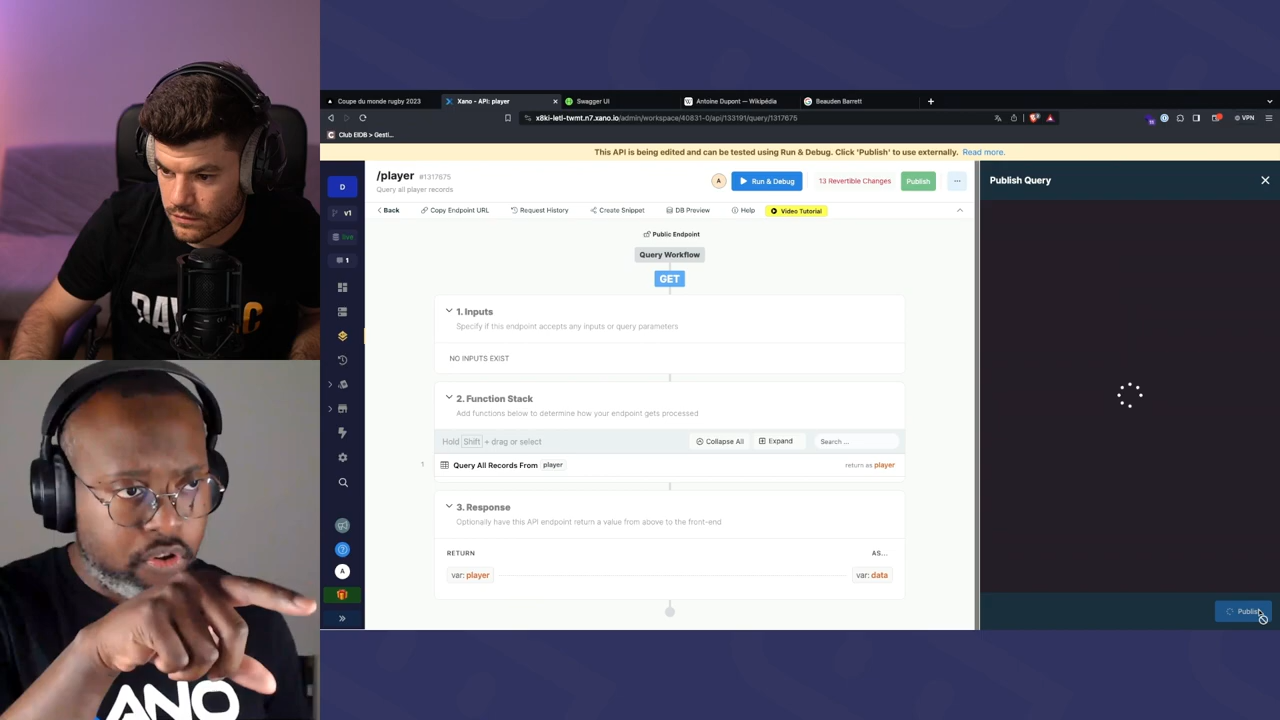 Coupe du monde rugby 2023
Xano - API: player
Swagger UI
Antoine Dupont — Wikipédia
Beauden Barrett
x8ki-letl-twmt.n7.xano.io/admin/workspace/40831-0/api/133191/query/1317675
VPN
Club EIDB > Gesti...
This API is being edited and can be tested using Run & Debug. Click 'Publish' to use externally. Read more.
/player #1317675
Query all player records
A
Run & Debug
13 Revertible Changes
Publish
...
Publish Query
Back
Copy Endpoint URL
Request History
Create Snippet
DB Preview
Help
Video Tutorial
D
v1
live
1
A
Public Endpoint
Query Workflow
GET
1. Inputs
Specify if this endpoint accepts any inputs or query parameters
NO INPUTS EXIST
2. Function Stack
Add functions below to determine how your endpoint gets processed
Hold Shift + drag or select
Collapse All
Expand
Search ...
1 Query All Records From player return as player
3. Response
Optionally have this API endpoint return a value from above to the front-end
RETURN AS...
var: player var: data
Publish
ANO